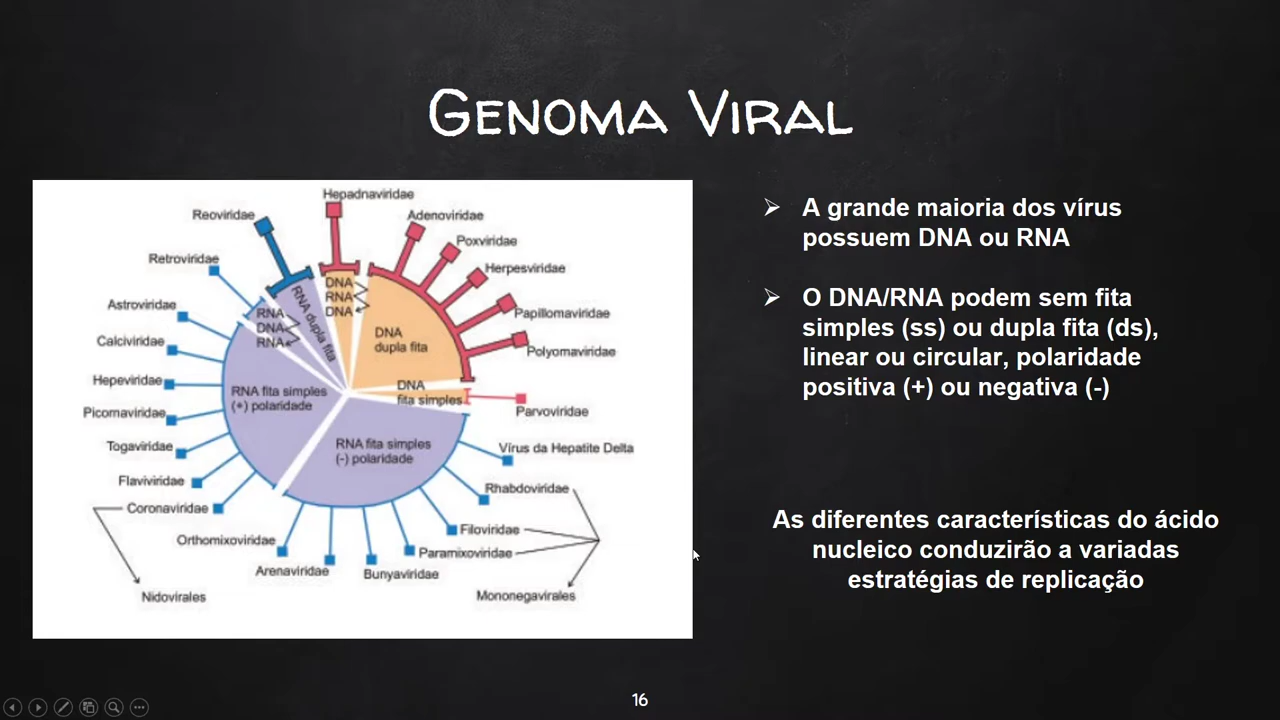 Genoma Viral
Hepadnaviridae
Reoviridae
Adenoviridae
Poxviridae
Retroviridae
Herpesviridae
Astroviridae
Papillomaviridae
Calciviridae
Polyomaviridae
Hepeviridae
Parvoviridae
Picornaviridae
Togaviridae
Vírus da Hepatite Delta
Flaviviridae
Rhabdoviridae
Coronaviridae
Filoviridae
Orthomixoviridae
Paramixoviridae
Arenaviridae
Bunyaviridae
Nidovirales
Mononegavirales
DNA
RNA
DNA
RNA dupla fita
RNA
DNA
RNA
DNA
dupla fita
DNA
fita simples
RNA fita simples
(+) polaridade
RNA fita simples
(-) polaridade
A grande maioria dos vírus
possuem DNA ou RNA
O DNA/RNA podem sem fita
simples (ss) ou dupla fita (ds),
linear ou circular, polaridade
positiva (+) ou negativa (-)
As diferentes características do ácido
nucleico conduzirão a variadas
estratégias de replicação
16